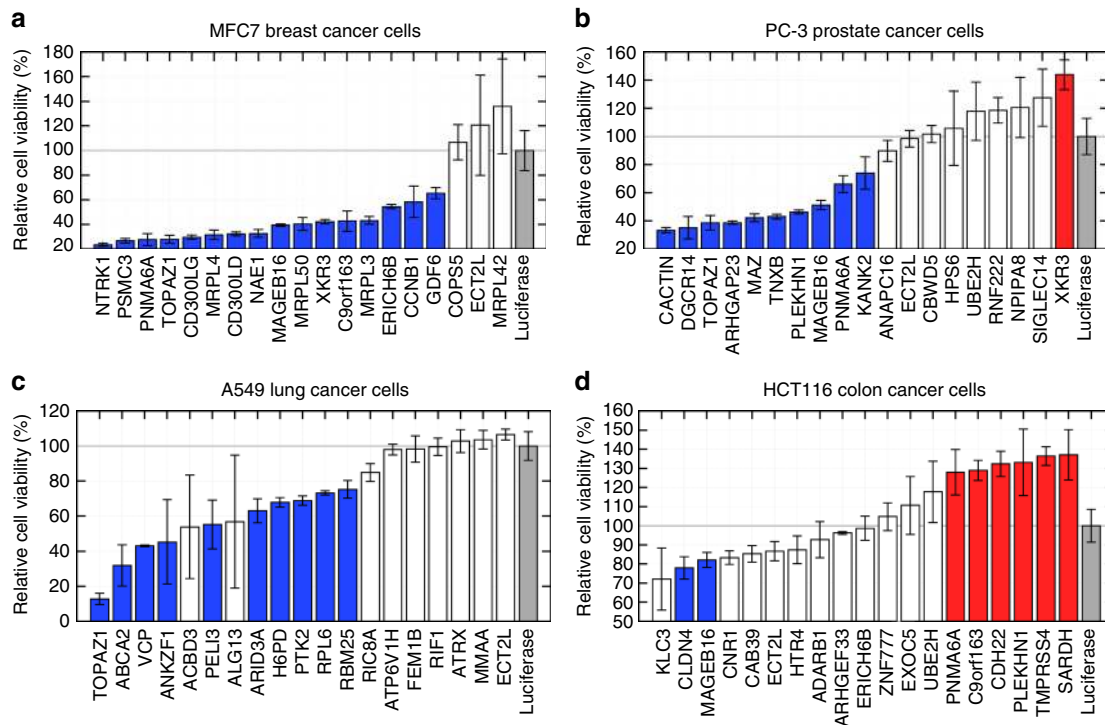 a
MFC7 breast cancer cells
Relative cell viability (%)
180
160
140
120
100
80
60
40
20
NTRK1
PSMC3
PNMA6A
TOPAZ1
CD300LG
MRPL4
CD300LD
NAE1
MAGEB16
MRPL50
XKR3
C9orf163
MRPL3
ERICH6B
CCNB1
GDF6
COPS5
ECT2L
MRPL42
Luciferase
b
PC-3 prostate cancer cells
Relative cell viability (%)
160
140
120
100
80
60
40
20
CACTIN
DGCR14
TOPAZ1
ARHGAP23
MAZ
TNXB
PLEKHN1
MAGEB16
PNMA6A
KANK2
ANAPC16
ECT2L
CBWD5
HPS6
UBE2H
RNF222
NPIPA8
SIGLEC14
XKR3
Luciferase
c
A549 lung cancer cells
Relative cell viability (%)
120
100
80
60
40
20
0
TOPAZ1
ABCA2
VCP
ANKZF1
ACBD3
PELI3
ALG13
ARID3A
H6PD
PTK2
RPL6
RBM25
RIC8A
ATP6V1H
FEM1B
RIF1
ATRX
MMAA
ECT2L
Luciferase
d
HCT116 colon cancer cells
Relative cell viability (%)
160
150
140
130
120
110
100
90
80
70
60
50
KLC3
CLDN4
MAGEB16
CNR1
CAB39
ECT2L
HTR4
ADARB1
ARHGEF33
ERICH6B
ZNF777
EXOC5
UBE2H
PNMA6A
C9orf163
CDH22
PLEKHN1
TMPRSS4
SARDH
Luciferase